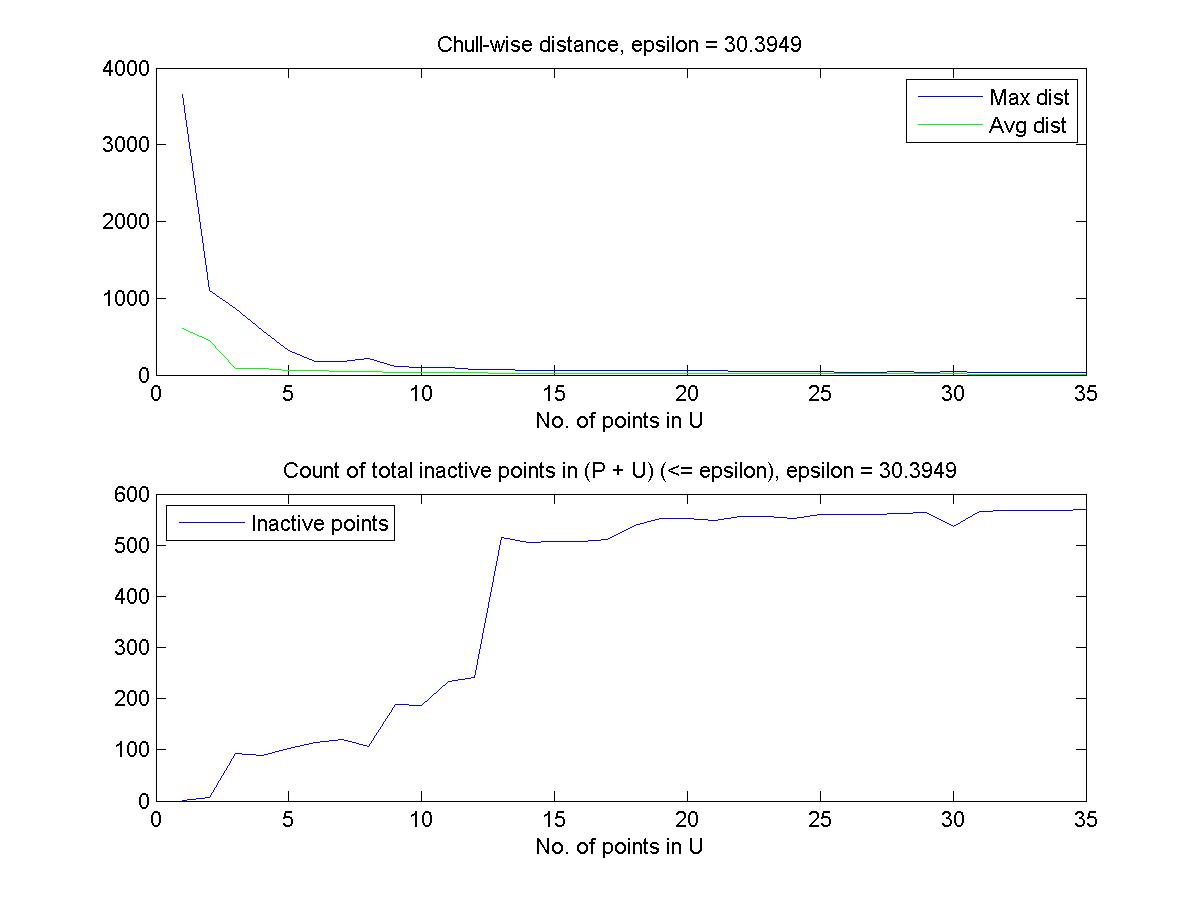 Chull-wise distance, epsilon = 30.3949
4000
3000
2000
1000
0
Max dist
Avg dist
0 5 10 15 20 25 30 35
No. of points in U
Count of total inactive points in (P + U) (<= epsilon), epsilon = 30.3949
600
500
400
300
200
100
0
Inactive points
0 5 10 15 20 25 30 35
No. of points in U